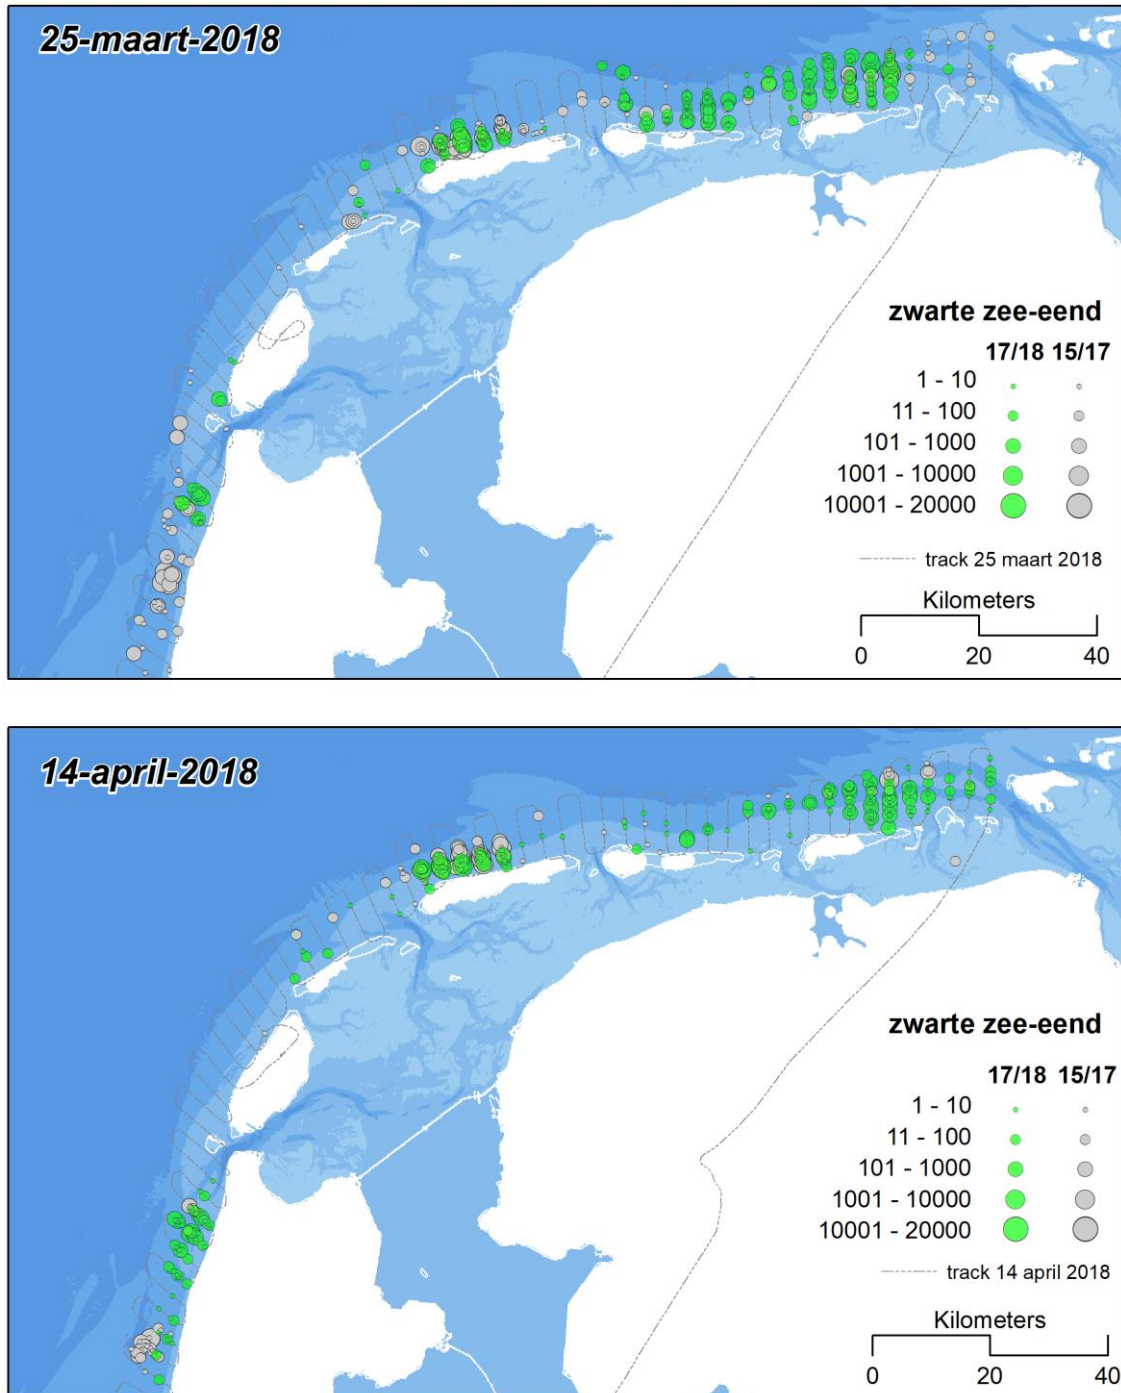 25-maart-2018
zwarte zee-eend
17/18 15/17
1 - 10
11 - 100
101 - 1000
1001 - 10000
10001 - 20000
track 25 maart 2018
Kilometers
0 20 40
14-april-2018
zwarte zee-eend
17/18 15/17
1 - 10
11 - 100
101 - 1000
1001 - 10000
10001 - 20000
track 14 april 2018
Kilometers
0 20 40